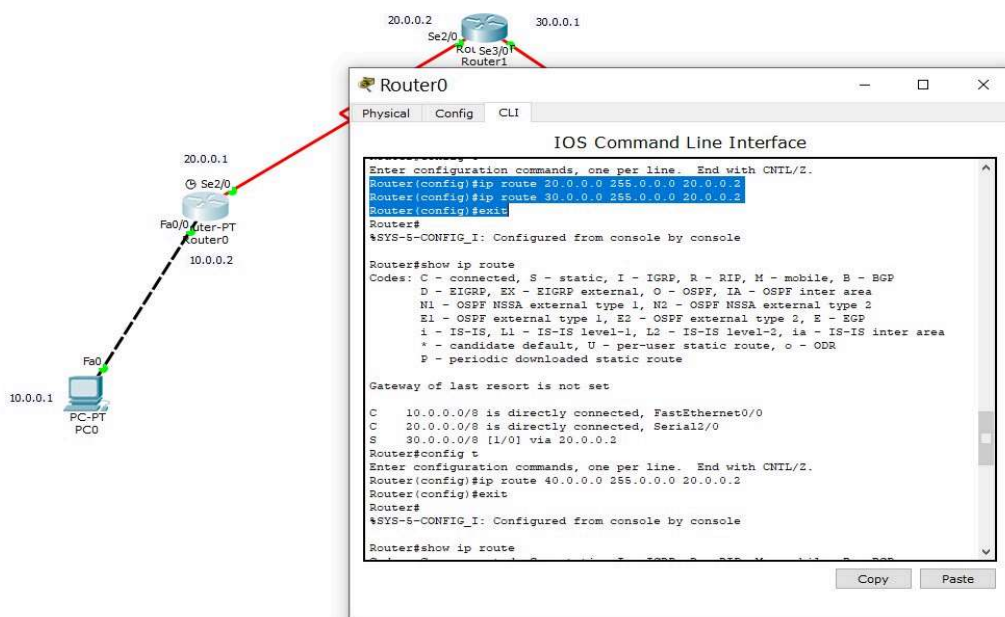 20.0.0.2
30.0.0.1
Se2/0
Se3/0
Router1
20.0.0.1
Se2/0
Fa0/0
Router0
10.0.0.2
Fa0
10.0.0.1
PC-PT
PC0
Router0
Physical Config CLI
IOS Command Line Interface
Enter configuration commands, one per line. End with CNTL/Z.
Router(config)#ip route 20.0.0.0 255.0.0.0 20.0.0.2
Router(config)#ip route 30.0.0.0 255.0.0.0 20.0.0.2
Router(config)#exit
Router#
%SYS-5-CONFIG_I: Configured from console by console
Router#show ip route
Codes: C - connected, S - static, I - IGRP, R - RIP, M - mobile, B - BGP
D - EIGRP, EX - EIGRP external, O - OSPF, IA - OSPF inter area
N1 - OSPF NSSA external type 1, N2 - OSPF NSSA external type 2
E1 - OSPF external type 1, E2 - OSPF external type 2, E - EGP
i - IS-IS, L1 - IS-IS level-1, L2 - IS-IS level-2, ia - IS-IS inter area
* - candidate default, U - per-user static route, o - ODR
P - periodic downloaded static route
Gateway of last resort is not set
C 10.0.0.0/8 is directly connected, FastEthernet0/0
C 20.0.0.0/8 is directly connected, Serial2/0
S 30.0.0.0/8 [1/0] via 20.0.0.2
Router#config t
Enter configuration commands, one per line. End with CNTL/Z.
Router(config)#ip route 40.0.0.0 255.0.0.0 20.0.0.2
Router(config)#exit
Router#
%SYS-5-CONFIG_I: Configured from console by console
Router#show ip route
Copy Paste